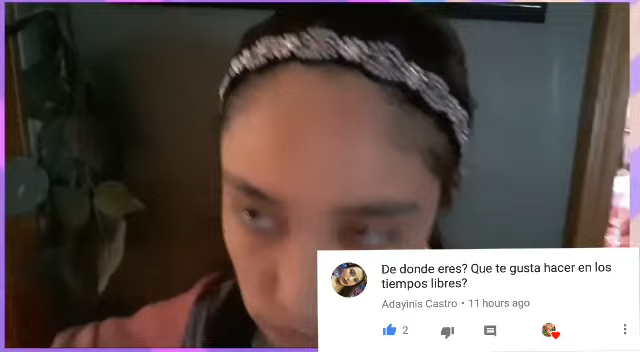 De donde eres? Que te gusta hacer en los
tiempos libres?
Adayinis Castro • 11 hours ago
2